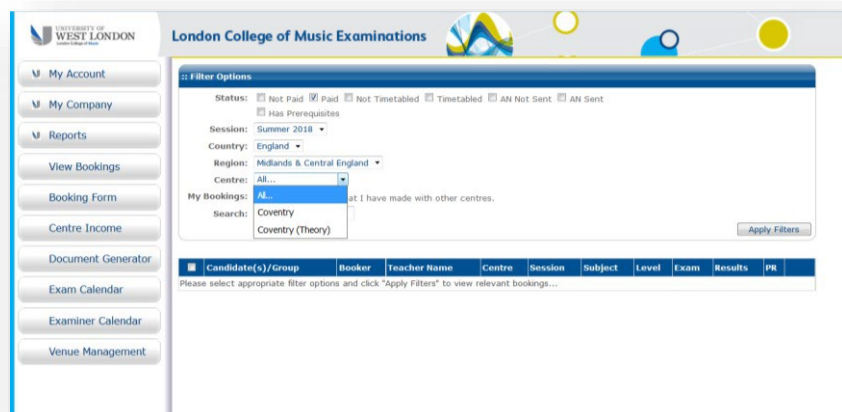 UNIVERSITY OF
WEST LONDON
London College of Music
London College of Music Examinations
My Account
My Company
Reports
View Bookings
Booking Form
Centre Income
Document Generator
Exam Calendar
Examiner Calendar
Venue Management
:: Filter Options
Status: Not Paid Paid Not Timetabled Timetabled AN Not Sent AN Sent
Has Prerequisites
Session: Summer 2018
Country: England
Region: Midlands & Central England
Centre: All...
My Bookings: All... at I have made with other centres.
Search: Coventry
Coventry (Theory)
Apply Filters
Candidate(s)/Group Booker Teacher Name Centre Session Subject Level Exam Results PR
Please select appropriate filter options and click "Apply Filters" to view relevant bookings...